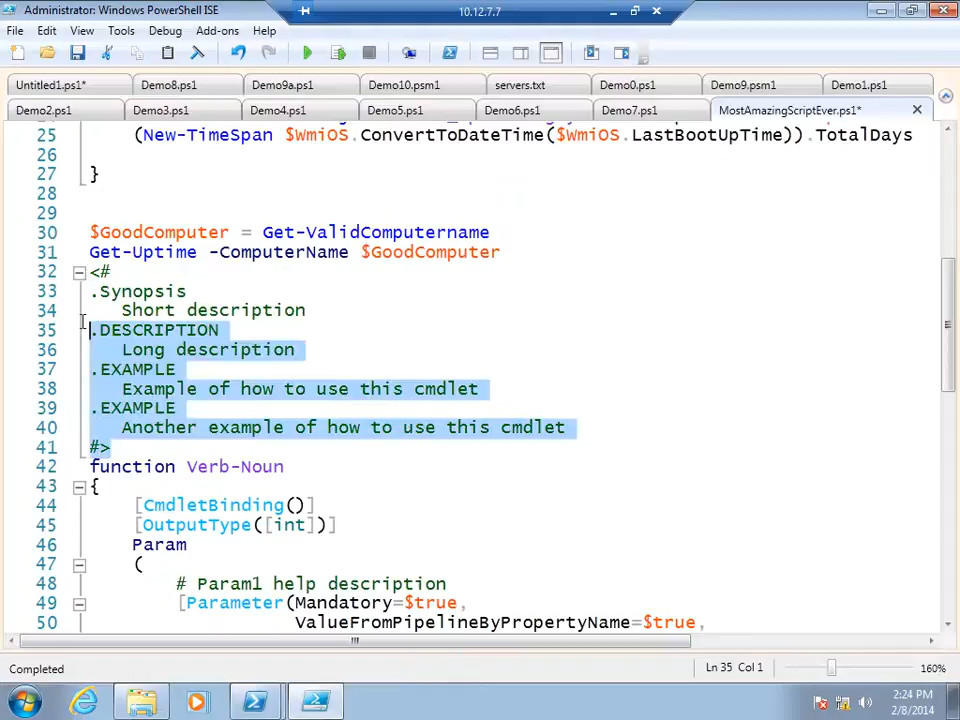 Administrator: Windows PowerShell ISE
10.12.7.7
File Edit View Tools Debug Add-ons Help
Untitled1.ps1* Demo8.ps1 Demo9a.ps1 Demo10.psm1 servers.txt Demo0.ps1 Demo9.psm1 Demo1.ps1
Demo2.ps1 Demo3.ps1 Demo4.ps1 Demo5.ps1 Demo6.ps1 Demo7.ps1 MostAmazingScriptEver.ps1*
25 (New-TimeSpan $WmiOS.ConvertToDateTime($WmiOS.LastBootUpTime)).TotalDays
26
27 }
28
29
30 $GoodComputer = Get-ValidComputername
31 Get-Uptime -ComputerName $GoodComputer
32 <#
33 .Synopsis
34 Short description
35 .DESCRIPTION
36 Long description
37 .EXAMPLE
38 Example of how to use this cmdlet
39 .EXAMPLE
40 Another example of how to use this cmdlet
41 #>
42 function Verb-Noun
43 {
44 [CmdletBinding()]
45 [OutputType([int])]
46 Param
47 (
48 # Param1 help description
49 [Parameter(Mandatory=$true,
50 ValueFromPipelineByPropertyName=$true,
Completed
Ln 35 Col 1
160%
2:24 PM
2/8/2014